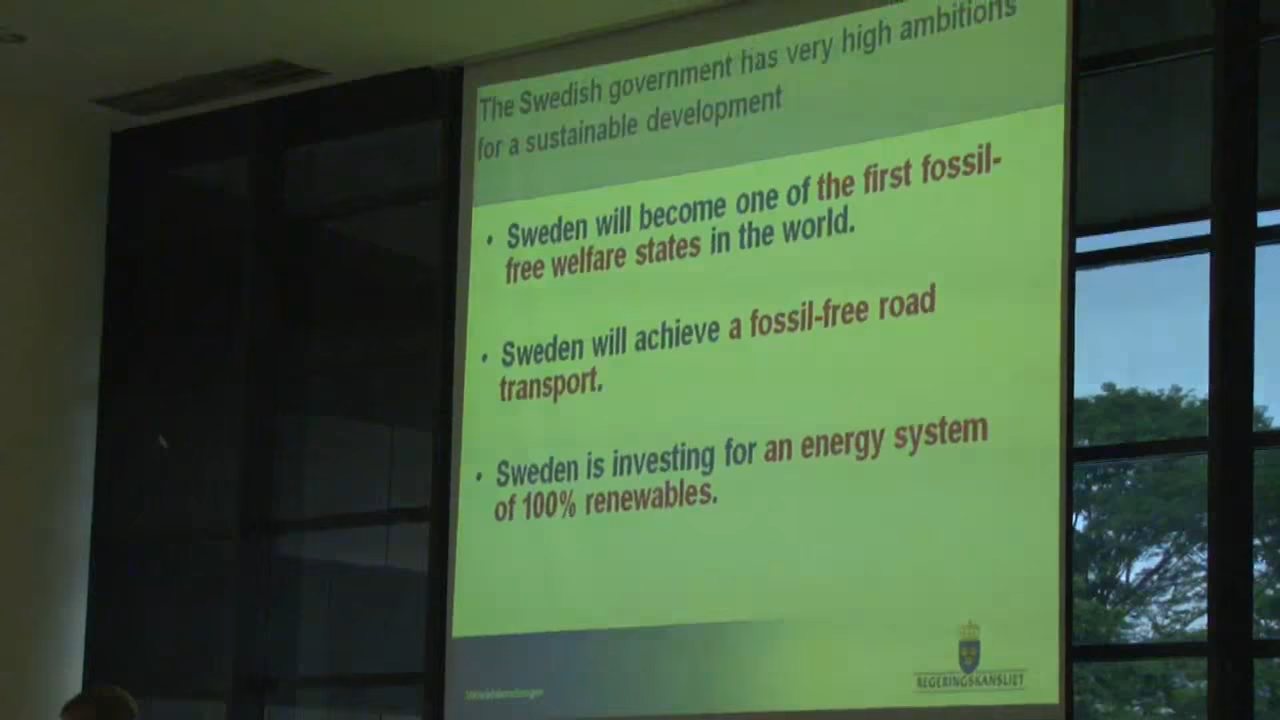 The Swedish government has very high ambitions
for a sustainable development
• Sweden will become one of the first fossil-
free welfare states in the world.
• Sweden will achieve a fossil-free road
transport.
• Sweden is investing for an energy system
of 100% renewables.
REGERINGSKANSLIET